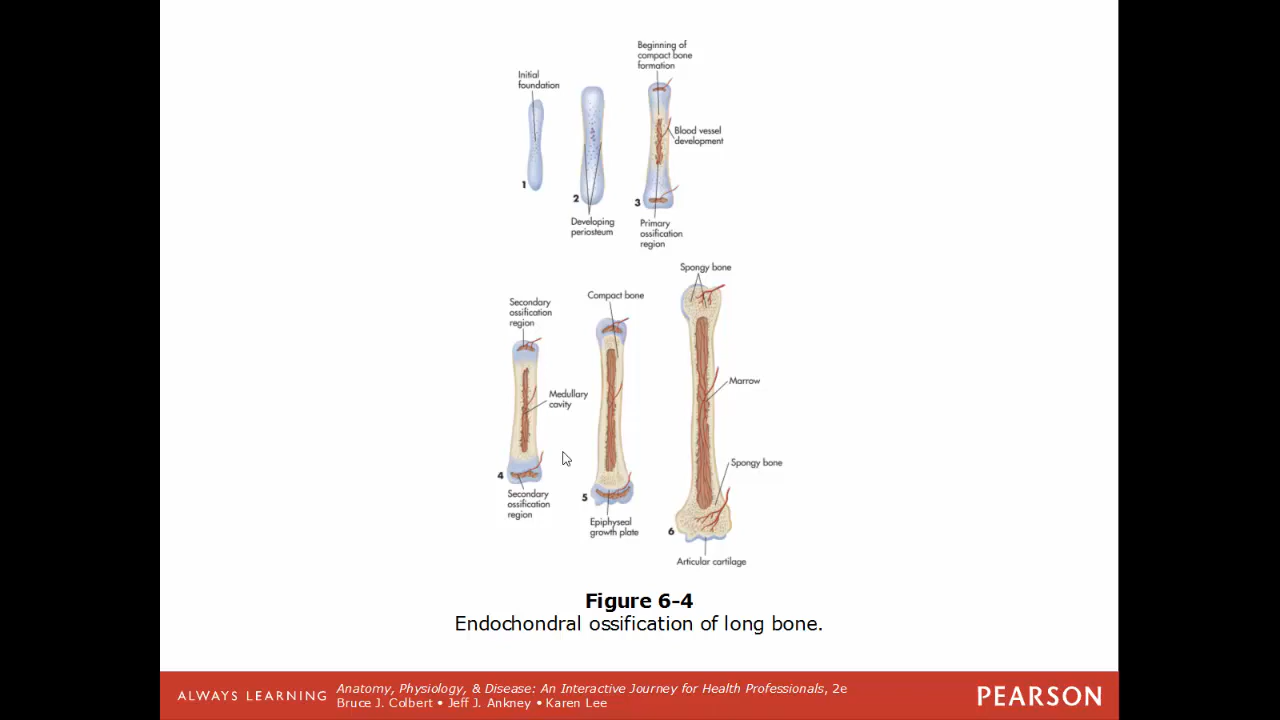 Beginning of
compact bone
formation
Initial
foundation
Blood vessel
development
1
2
3
Developing
periosteum
Primary
ossification
region
Spongy bone
Compact bone
Secondary
ossification
region
Marrow
Medullary
cavity
Spongy bone
4
5
Secondary
ossification
region
Epiphyseal
growth plate
6
Articular cartilage
Figure 6-4
Endochondral ossification of long bone.
ALWAYS LEARNING
Anatomy, Physiology, & Disease: An Interactive Journey for Health Professionals, 2e
Bruce J. Colbert • Jeff J. Ankney • Karen Lee
PEARSON